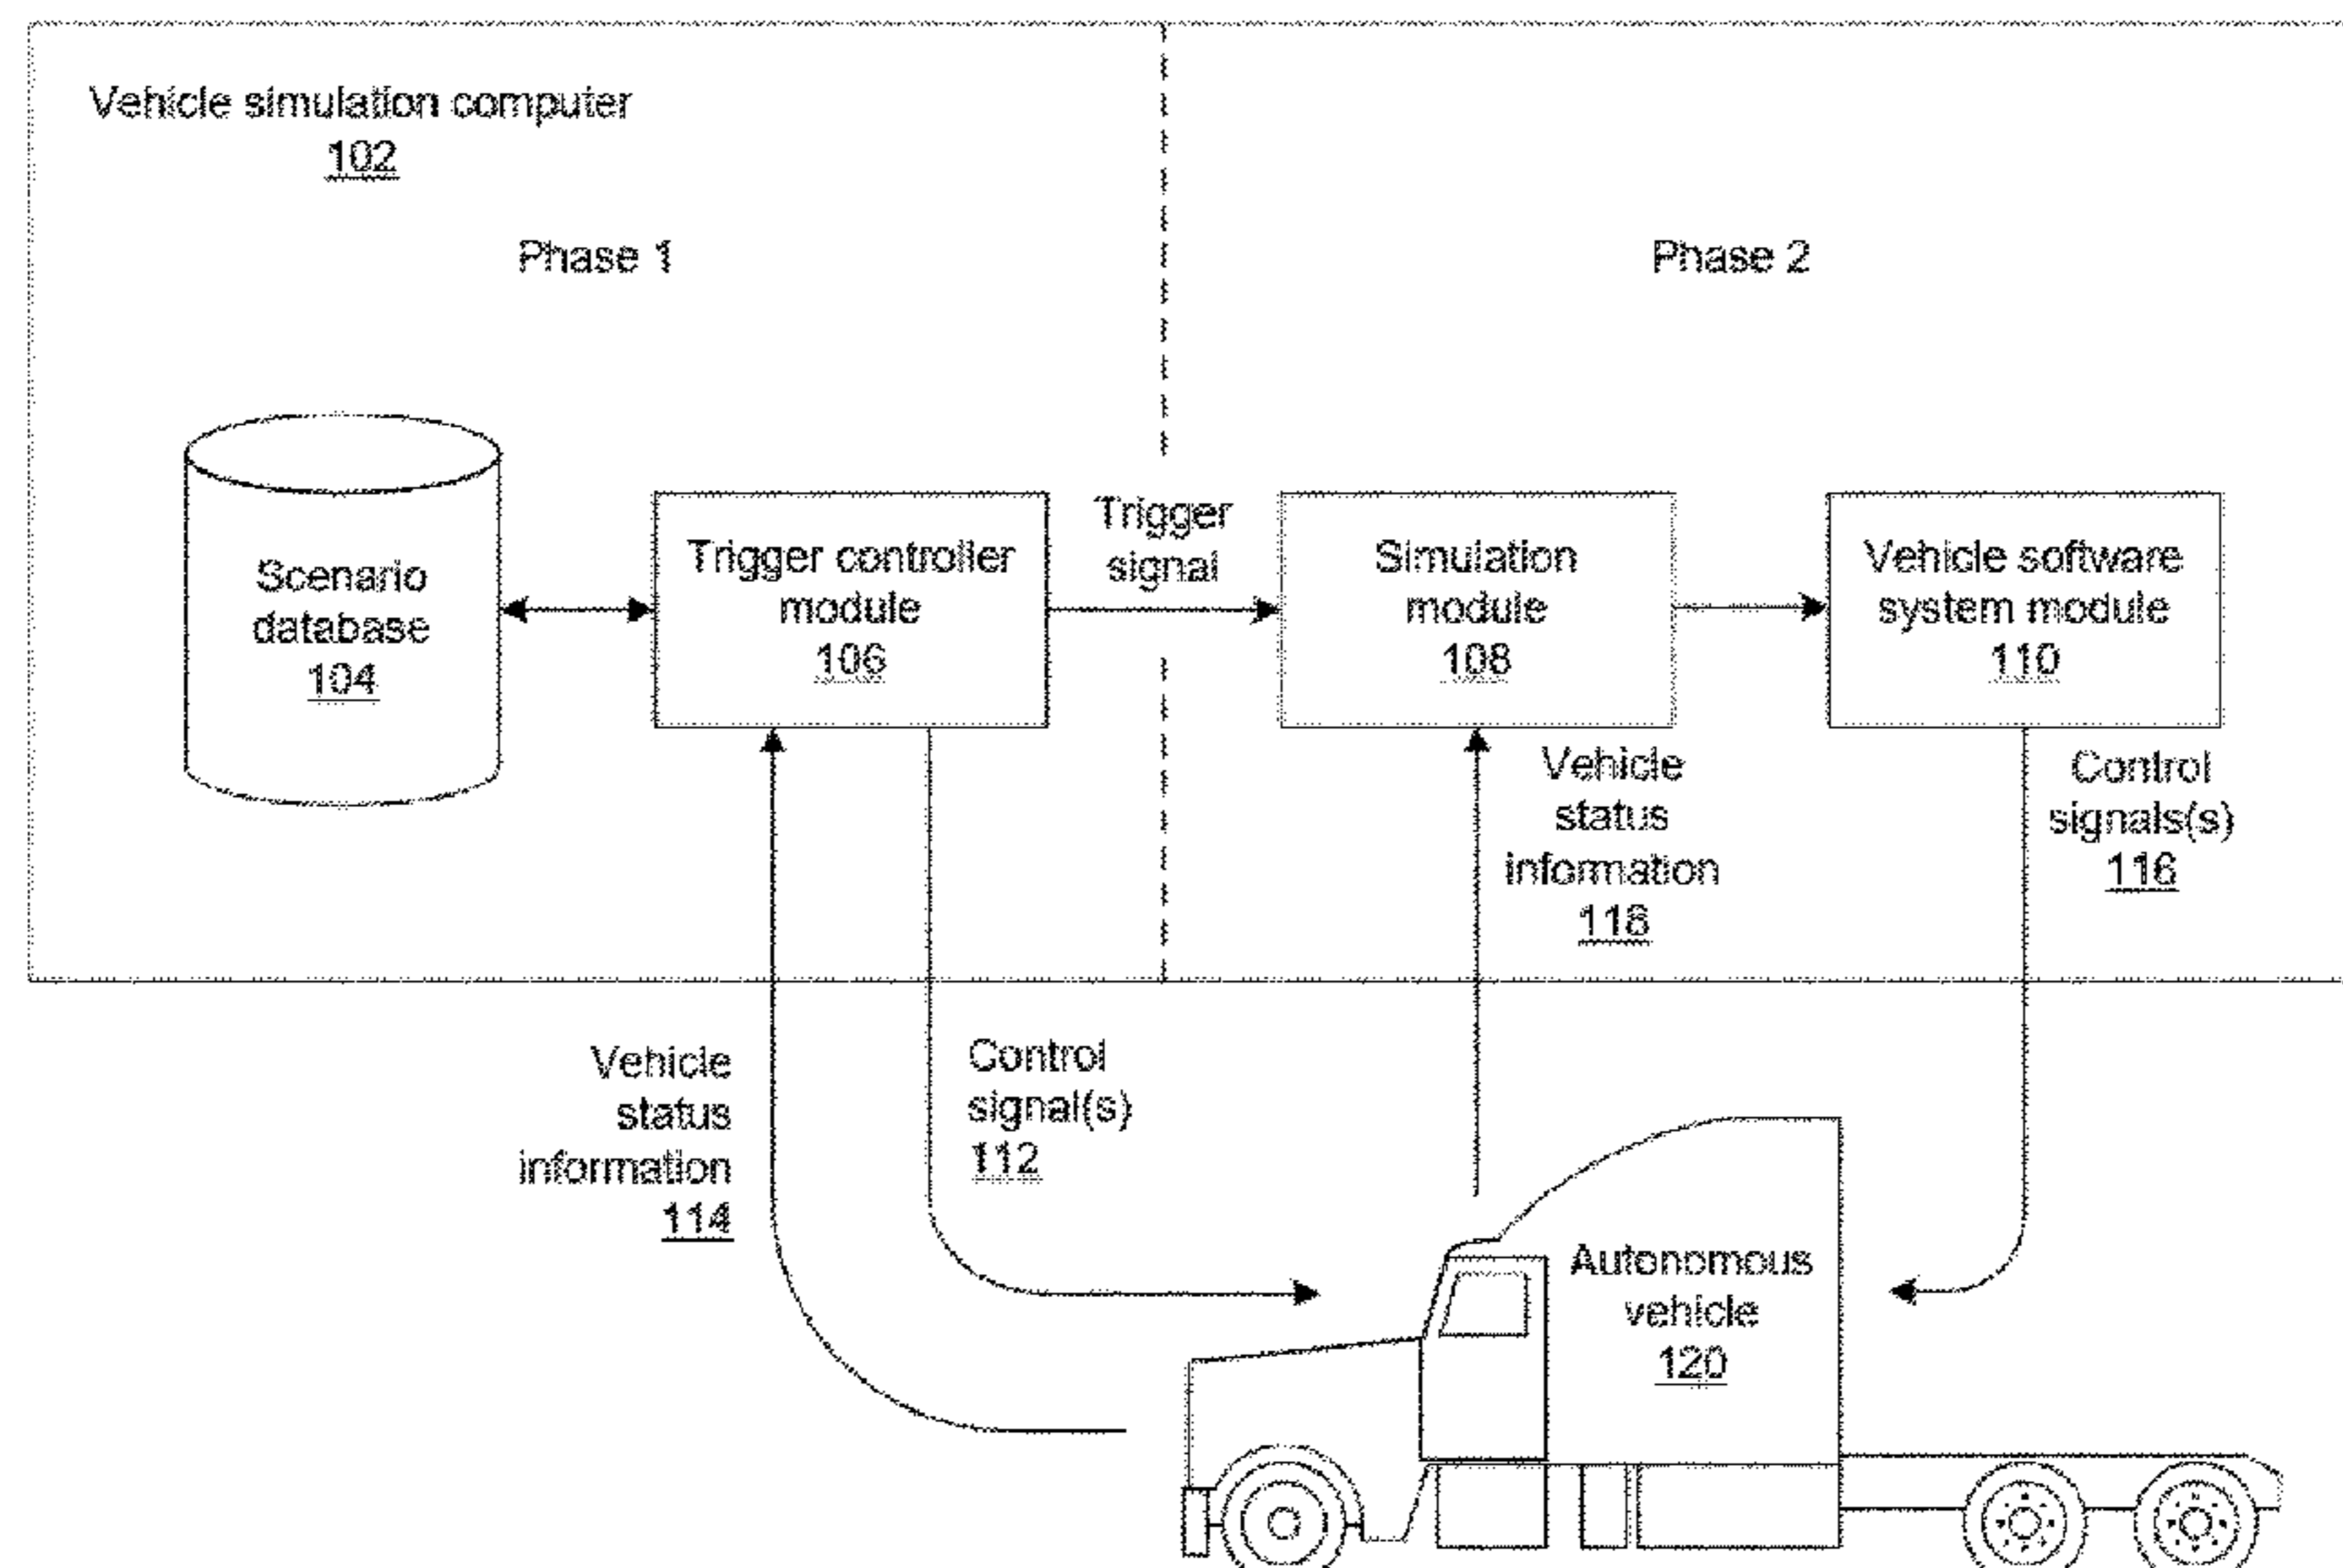 Vehicle simulation computer
102
Phase 1
Phase 2
Scenario
database
104
Trigger controller
module
106
Trigger
signal
Simulation
module
108
Vehicle software
system module
110
Vehicle
status
information
118
Control
signals(s)
116
Vehicle
status
information
114
Control
signal(s)
112
Autonomous
vehicle
120